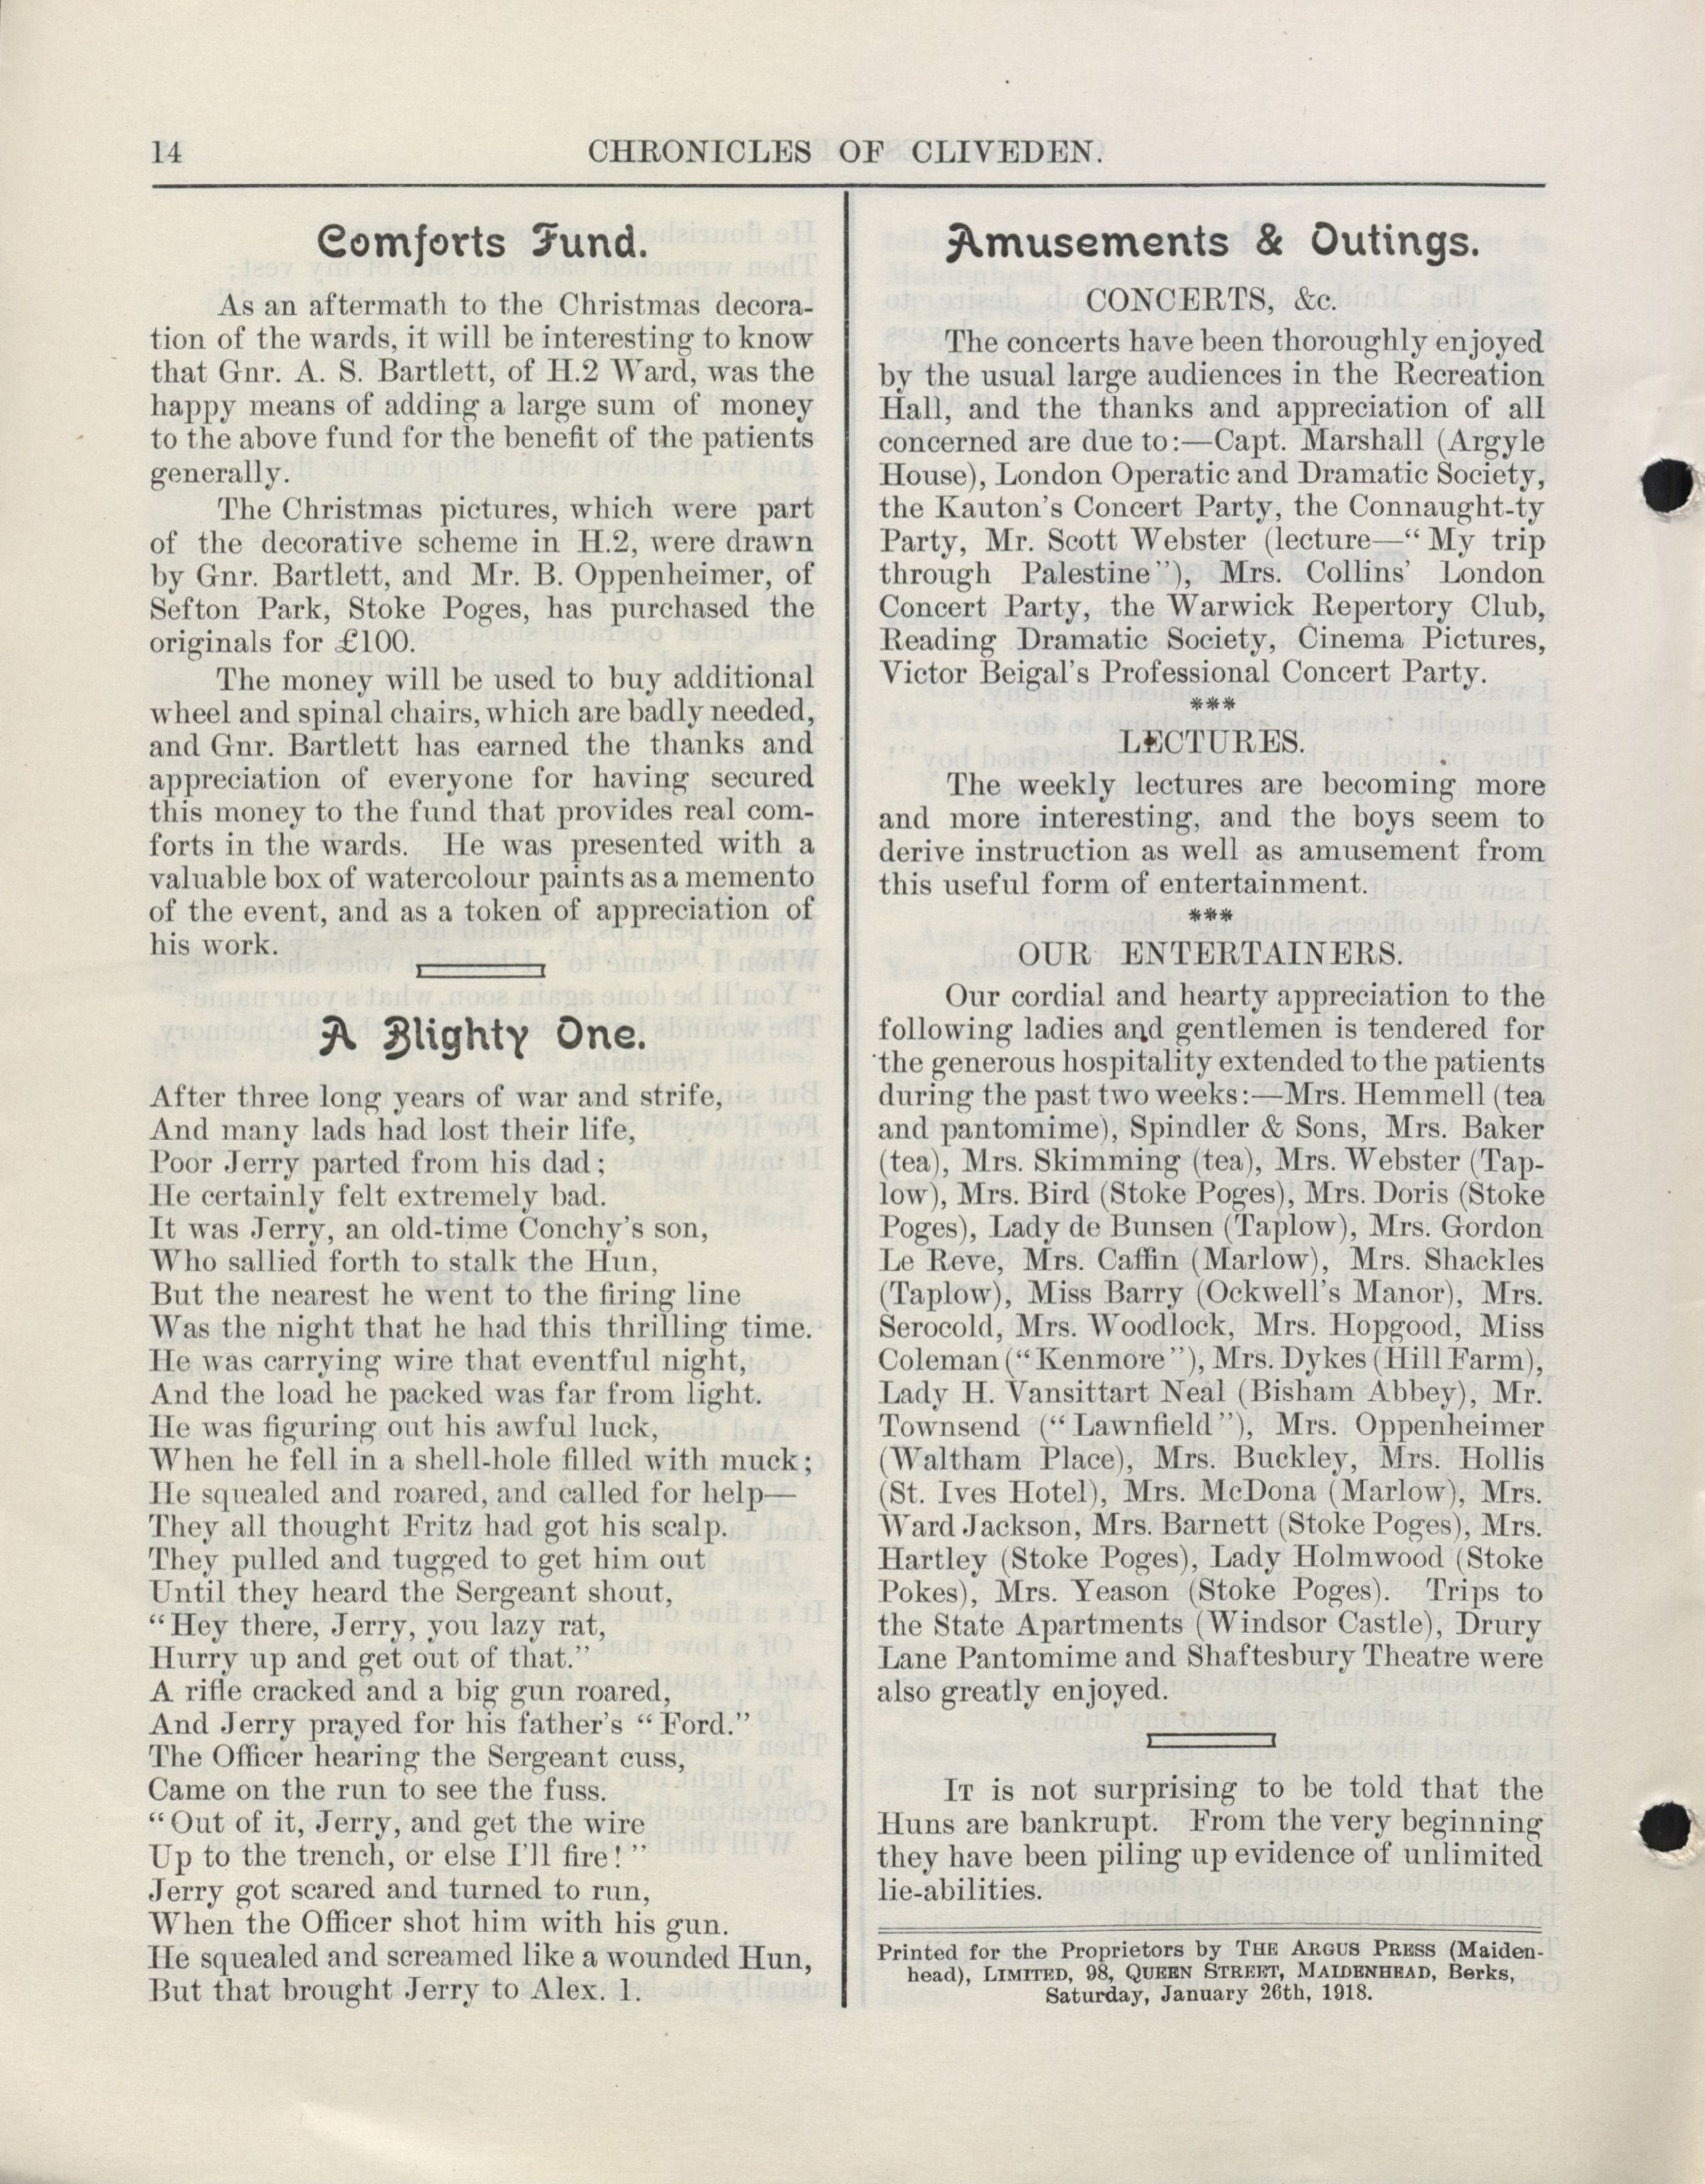 14
CHRONICLES OF CLIVEDEN.
Comforts Fund.
As an aftermath to the Christmas decora-
tion of the wards, it will be interesting to know
that Gnr. A. S. Bartlett, of H.2 Ward, was the
happy means of adding a large sum of money
to the above fund for the benefit of the patients
generally.
The Christmas pictures, which were part
of the decorative scheme in H.2, were drawn
by Gnr. Bartlett, and Mr. B. Oppenheimer, of
Sefton Park, Stoke Poges, has purchased the
originals for £100.
The money will be used to buy additional
wheel and spinal chairs, which are badly needed,
and Gnr. Bartlett has earned the thanks and
appreciation of everyone for having secured
this money to the fund that provides real com-
forts in the wards. He was presented with a
valuable box of watercolour paints as a memento
of the event, and as a token of appreciation of
his work.
A Blighty One.
After three long years of war and strife,
And many lads had lost their life,
Poor Jerry parted from his dad;
He certainly felt extremely bad.
It was Jerry, an old-time Conchy's son,
Who sallied forth to stalk the Hun,
But the nearest he went to the firing line
Was the night that he had this thrilling time.
He was carrying wire that eventful night,
And the load he packed was far from light.
He was figuring out his awful luck,
When he fell in a shell-hole filled with muck;
He squealed and roared, and called for help—
They all thought Fritz had got his scalp.
They pulled and tugged to get him out
Until they heard the Sergeant shout,
"Hey there, Jerry, you lazy rat,
Hurry up and get out of that."
A rifle cracked and a big gun roared,
And Jerry prayed for his father's "Ford."
The Officer hearing the Sergeant cuss,
Came on the run to see the fuss.
"Out of it, Jerry, and get the wire
Up to the trench, or else I'll fire!"
Jerry got scared and turned to run,
When the Officer shot him with his gun.
He squealed and screamed like a wounded Hun,
But that brought Jerry to Alex. 1.
Amusements & Outings.
CONCERTS, &c.
The concerts have been thoroughly enjoyed
by the usual large audiences in the Recreation
Hall, and the thanks and appreciation of all
concerned are due to:—Capt. Marshall (Argyle
House), London Operatic and Dramatic Society,
the Kauton's Concert Party, the Connaught-ty
Party, Mr. Scott Webster (lecture—"My trip
through Palestine"), Mrs. Collins' London
Concert Party, the Warwick Repertory Club,
Reading Dramatic Society, Cinema Pictures,
Victor Beigal's Professional Concert Party.
***
LECTURES.
The weekly lectures are becoming more
and more interesting, and the boys seem to
derive instruction as well as amusement from
this useful form of entertainment.
***
OUR ENTERTAINERS.
Our cordial and hearty appreciation to the
following ladies and gentlemen is tendered for
the generous hospitality extended to the patients
during the past two weeks:—Mrs. Hemmell (tea
and pantomime), Spindler & Sons, Mrs. Baker
(tea), Mrs. Skimming (tea), Mrs. Webster (Tap-
low), Mrs. Bird (Stoke Poges), Mrs. Doris (Stoke
Poges), Lady de Bunsen (Taplow), Mrs. Gordon
Le Reve, Mrs. Caffin (Marlow), Mrs. Shackles
(Taplow), Miss Barry (Ockwell's Manor), Mrs.
Serocold, Mrs. Woodlock, Mrs. Hopgood, Miss
Coleman ("Kenmore"), Mrs. Dykes (Hill Farm),
Lady H. Vansittart Neal (Bisham Abbey), Mr.
Townsend ("Lawnfield"), Mrs. Oppenheimer
(Waltham Place), Mrs. Buckley, Mrs. Hollis
(St. Ives Hotel), Mrs. McDona (Marlow), Mrs.
Ward Jackson, Mrs. Barnett (Stoke Poges), Mrs.
Hartley (Stoke Poges), Lady Holmwood (Stoke
Pokes), Mrs. Yeason (Stoke Poges). Trips to
the State Apartments (Windsor Castle), Drury
Lane Pantomime and Shaftesbury Theatre were
also greatly enjoyed.
IT is not surprising to be told that the
Huns are bankrupt. From the very beginning
they have been piling up evidence of unlimited
lie-abilities.
Printed for the Proprietors by THE ARGUS PRESS (Maiden-
head), LIMITED, 98, QUEEN STREET, MAIDENHEAD, Berks,
Saturday, January 26th, 1918.